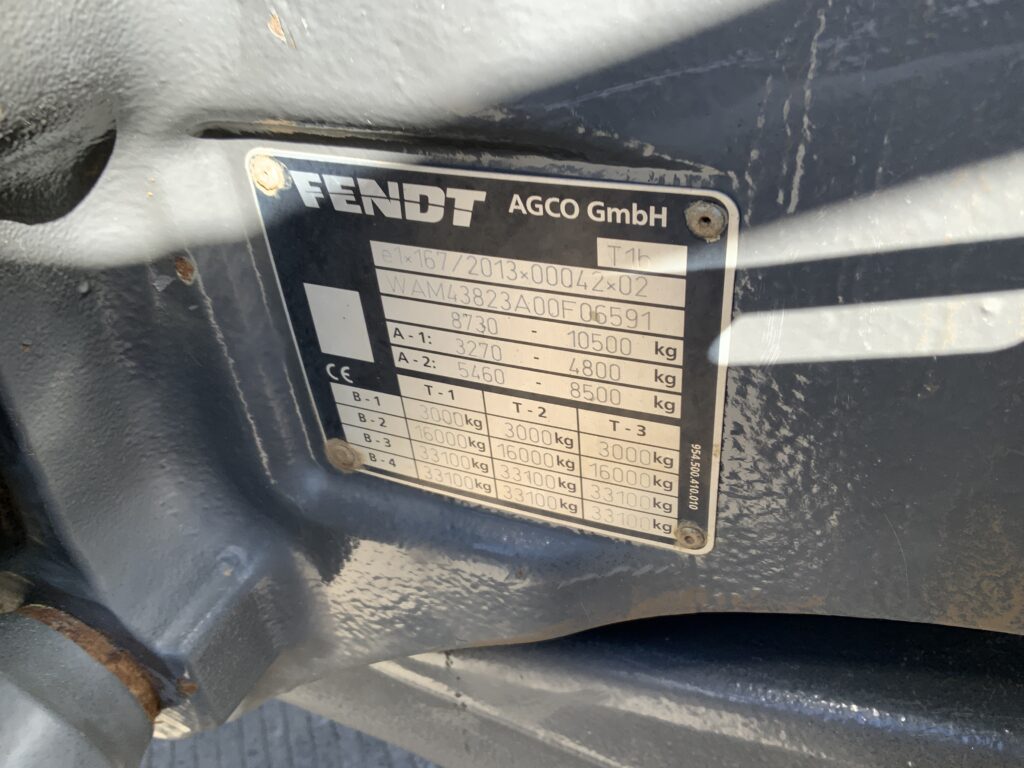 FENDT AGCO GmbH
T1b
e1*167/2013*00042*02
WAM43823A00F06591
8730 - 10500 kg
A-1: 3270 - 4800 kg
A-2: 5460 - 8500 kg
CE
T-1 T-2 T-3
B-1 3000kg 3000kg 3000kg
B-2 16000kg 16000kg 16000kg
B-3 33100kg 33100kg 33100kg
B-4 33100kg 33100kg 33100kg
954.500.410.010